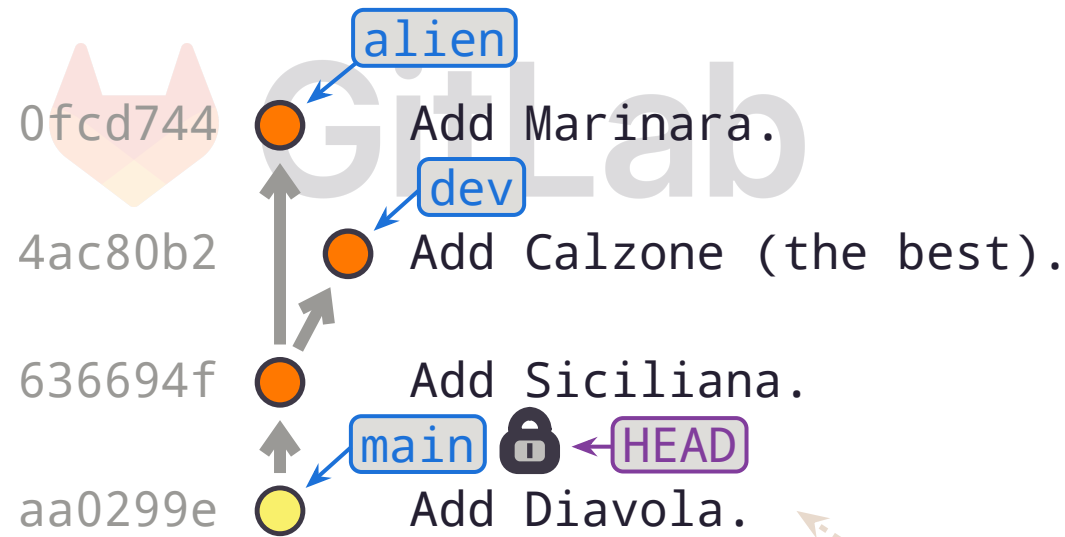 alien
GitLab
0fcd744 Add Marinara.
dev
4ac80b2 Add Calzone (the best).
636694f Add Siciliana.
main HEAD
aa0299e Add Diavola.